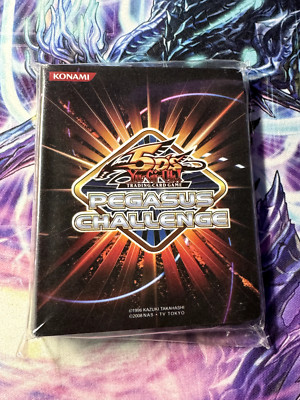 KONAMI
5D's
Yu-Gi-Oh!
TRADING CARD GAME
PEGASUS
CHALLENGE
©1996 KAZUKI TAKAHASHI
©2008 NAS • TV TOKYO